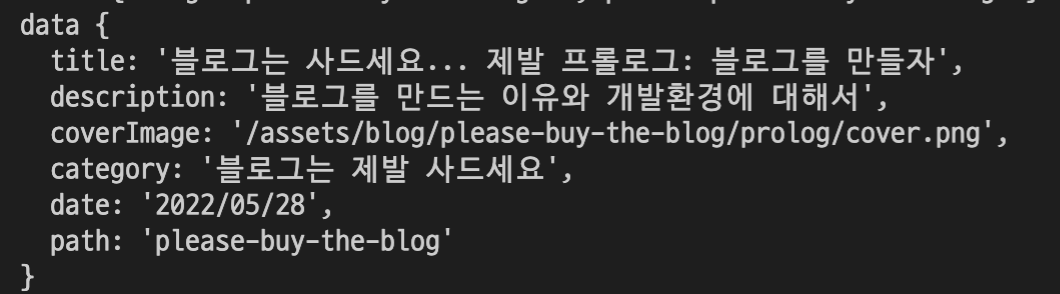 data {
title: '블로그는 사드세요... 제발 프롤로그: 블로그를 만들자',
description: '블로그를 만드는 이유와 개발환경에 대해서',
coverImage: '/assets/blog/please-buy-the-blog/prolog/cover.png',
category: '블로그는 제발 사드세요',
date: '2022/05/28',
path: 'please-buy-the-blog'
}